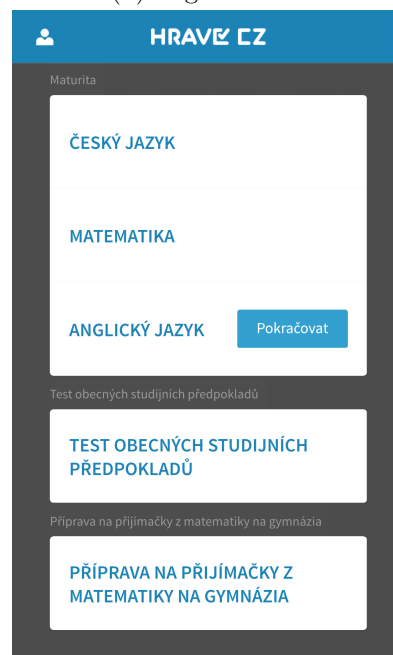 HRAVĚ CZ
Maturita
ČESKÝ JAZYK
MATEMATIKA
ANGLICKÝ JAZYK
Pokračovat
Test obecných studijních předpokladů
TEST OBECNÝCH STUDIJNÍCH
PŘEDPOKLADŮ
Příprava na přijímačky z matematiky na gymnázia
PŘÍPRAVA NA PŘIJÍMAČKY Z
MATEMATIKY NA GYMNÁZIA